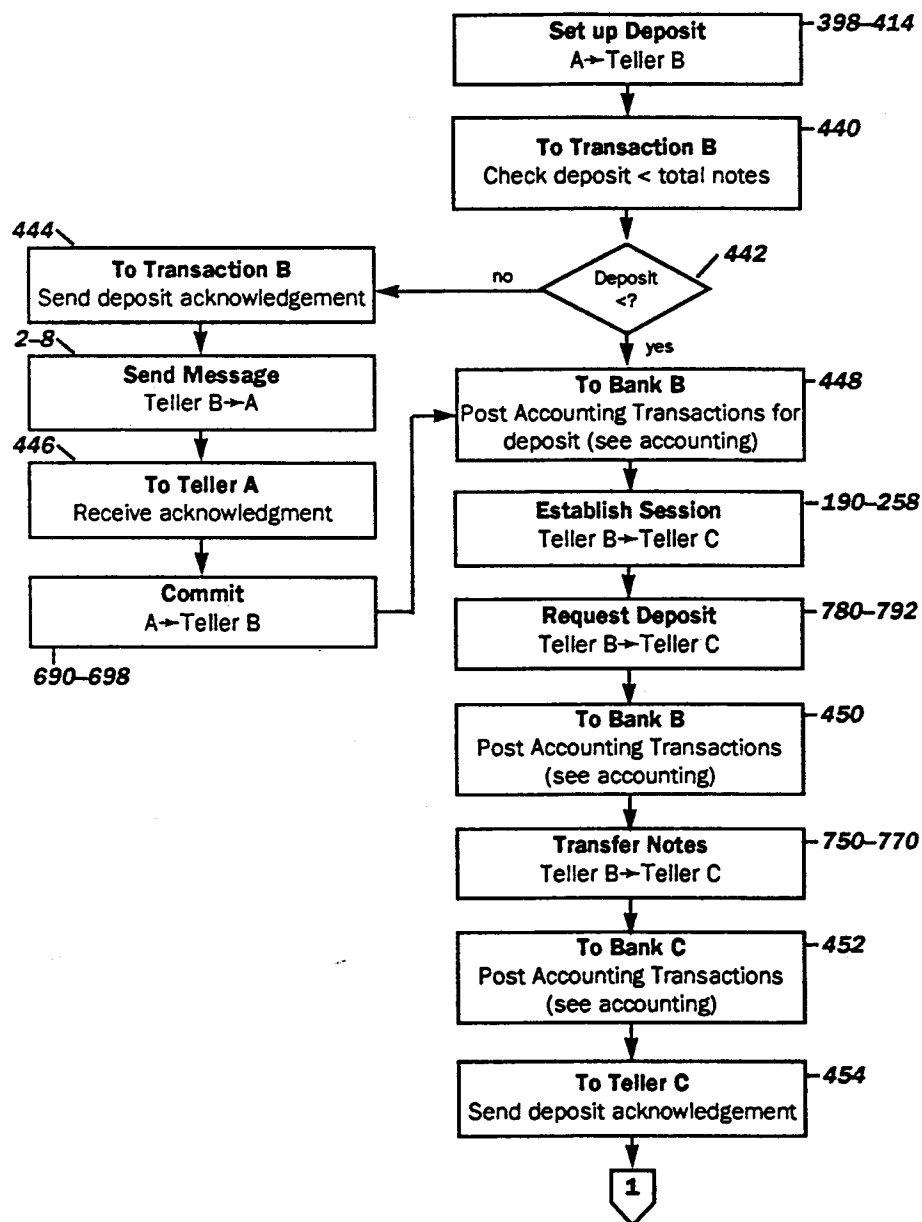 Set up Deposit
A→Teller B
398–414
To Transaction B
Check deposit < total notes
440
Deposit
<?
442
no
yes
444
To Transaction B
Send deposit acknowledgement
2–8
Send Message
Teller B→A
446
To Teller A
Receive acknowledgment
Commit
A→Teller B
690–698
To Bank B
Post Accounting Transactions for
deposit (see accounting)
448
Establish Session
Teller B→Teller C
190–258
Request Deposit
Teller B→Teller C
780–792
To Bank B
Post Accounting Transactions
(see accounting)
450
Transfer Notes
Teller B→Teller C
750–770
To Bank C
Post Accounting Transactions
(see accounting)
452
To Teller C
Send deposit acknowledgement
454
1